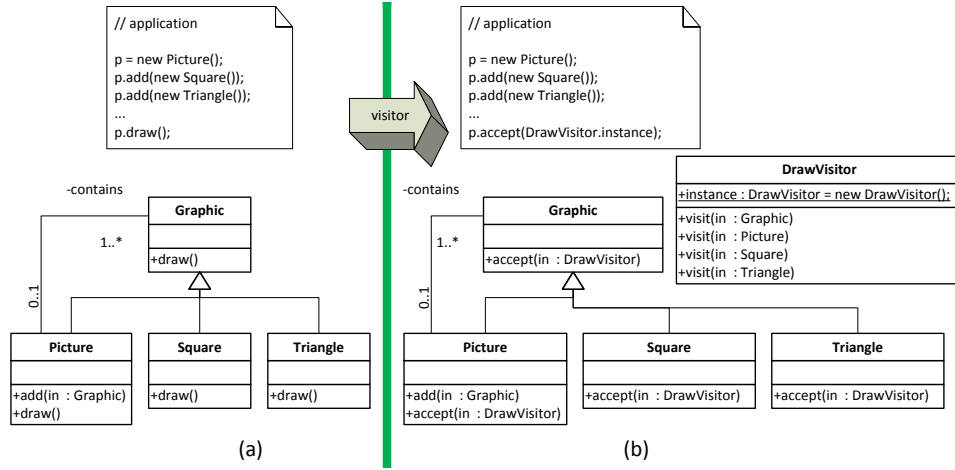 // application
p = new Picture();
p.add(new Square());
p.add(new Triangle());
...
p.draw();
-contains
Graphic
1..*
+draw()
0..1
Picture
+add(in : Graphic)
+draw()
Square
+draw()
Triangle
+draw()
(a)
visitor
// application
p = new Picture();
p.add(new Square());
p.add(new Triangle());
...
p.accept(DrawVisitor.instance);
DrawVisitor
+instance : DrawVisitor = new DrawVisitor();
+visit(in : Graphic)
+visit(in : Picture)
+visit(in : Square)
+visit(in : Triangle)
-contains
Graphic
1..*
+accept(in : DrawVisitor)
0..1
Picture
+add(in : Graphic)
+accept(in : DrawVisitor)
Square
+accept(in : DrawVisitor)
Triangle
+accept(in : DrawVisitor)
(b)